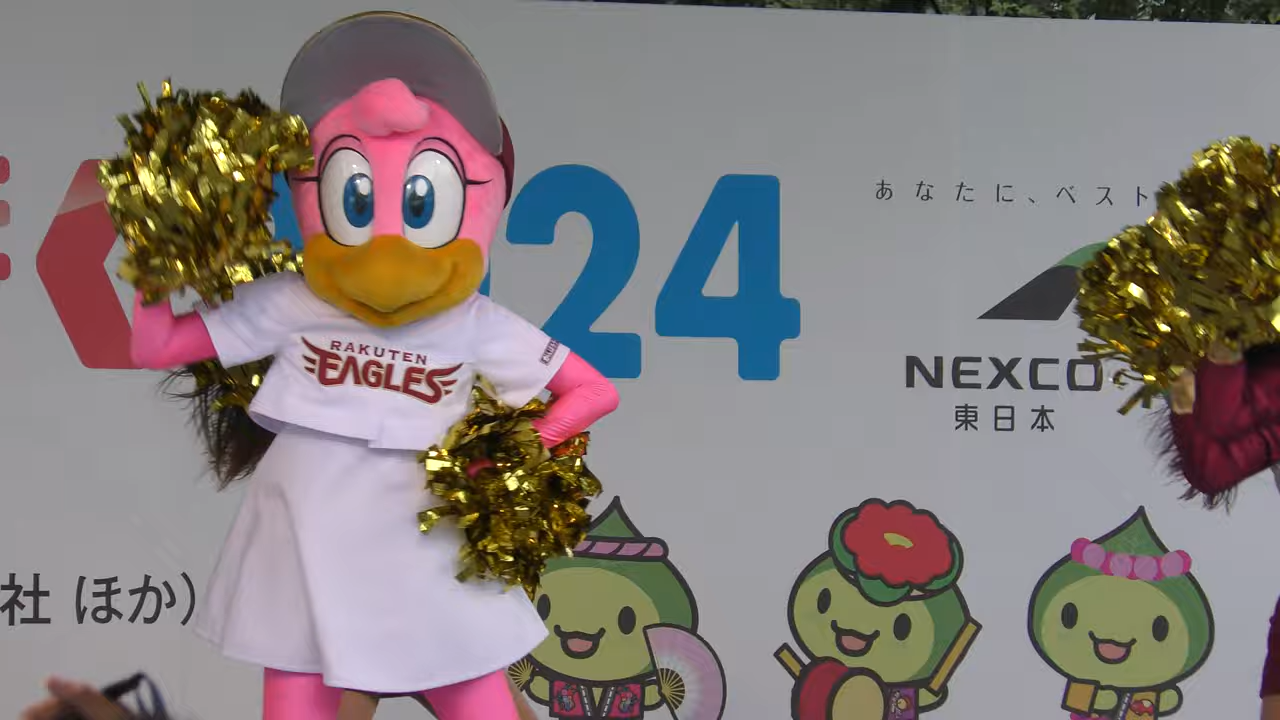 24
あなたに、ベスト
NEXCO
東日本
RAKUTEN
EAGLES
社 ほか）